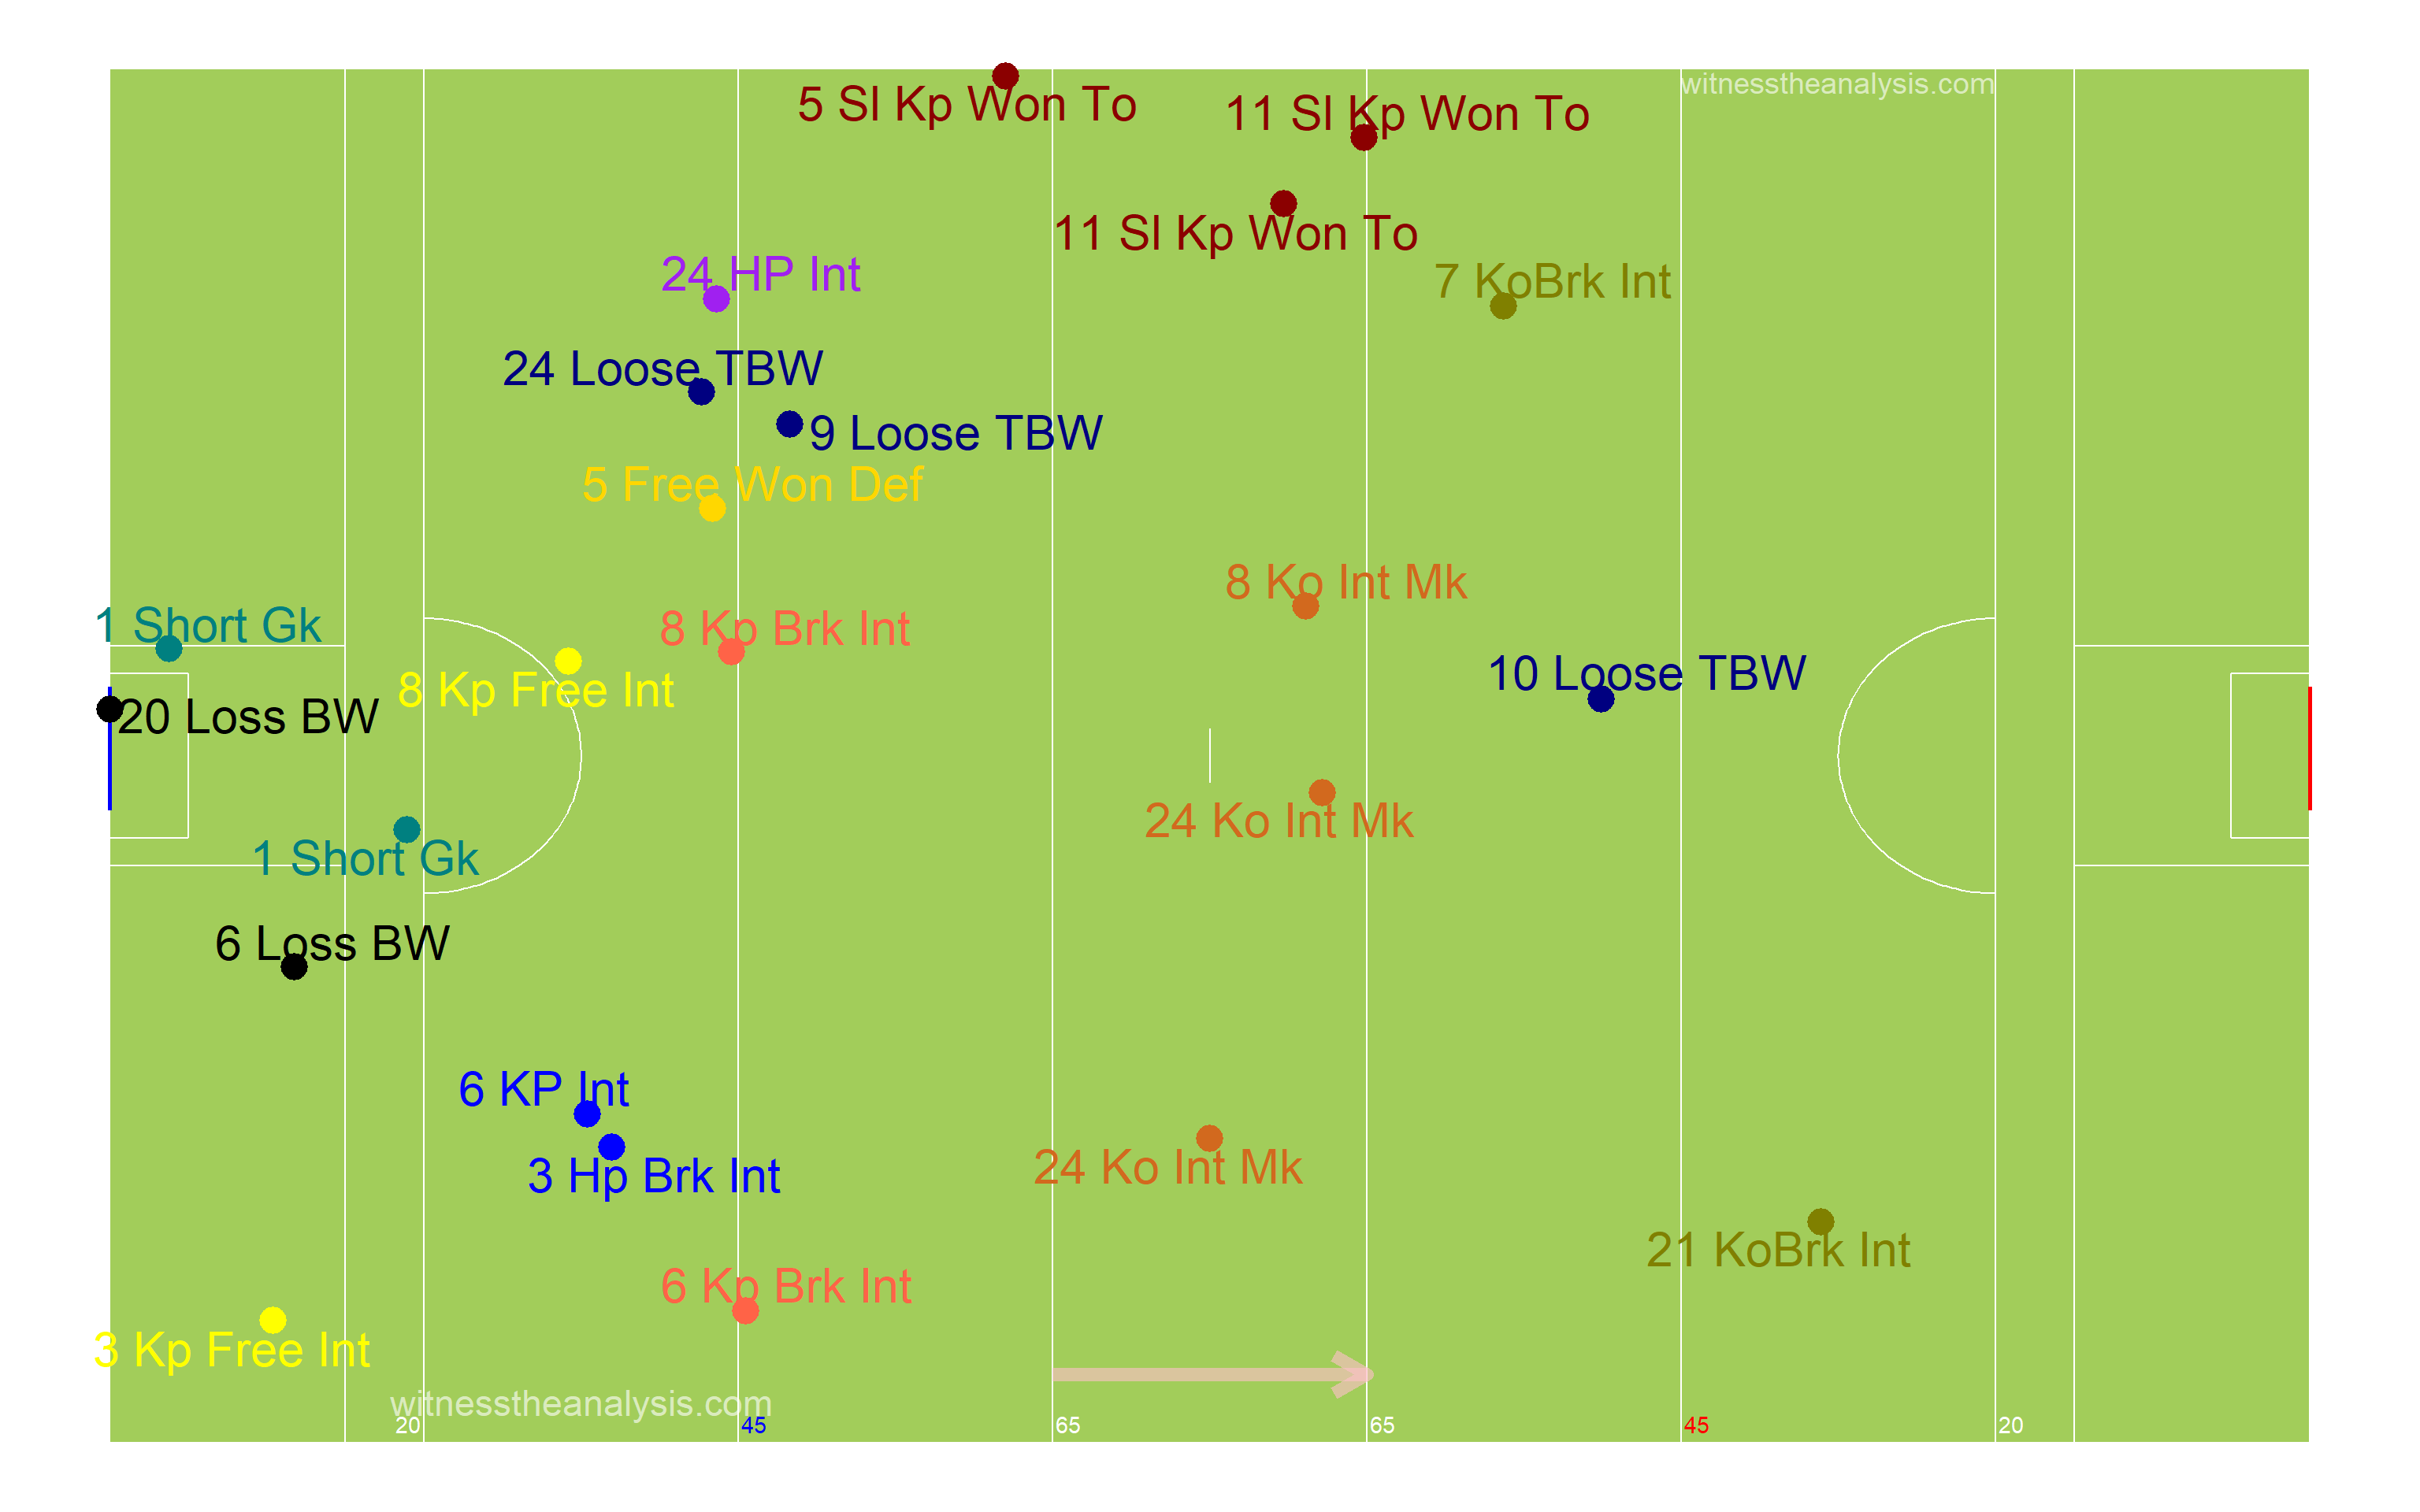 witnesstheanalysis.com
5 Sl Kp Won To
11 Sl Kp Won To
11 Sl Kp Won To
24 HP Int
7 KoBrk Int
24 Loose TBW
9 Loose TBW
5 Free Won Def
8 Ko Int Mk
1 Short Gk
8 Kp Brk Int
10 Loose TBW
8 Kp Free Int
20 Loss BW
24 Ko Int Mk
1 Short Gk
6 Loss BW
6 KP Int
24 Ko Int Mk
3 Hp Brk Int
21 KoBrk Int
6 Kp Brk Int
3 Kp Free Int
witnesstheanalysis.com
20 45 65 65 45 20